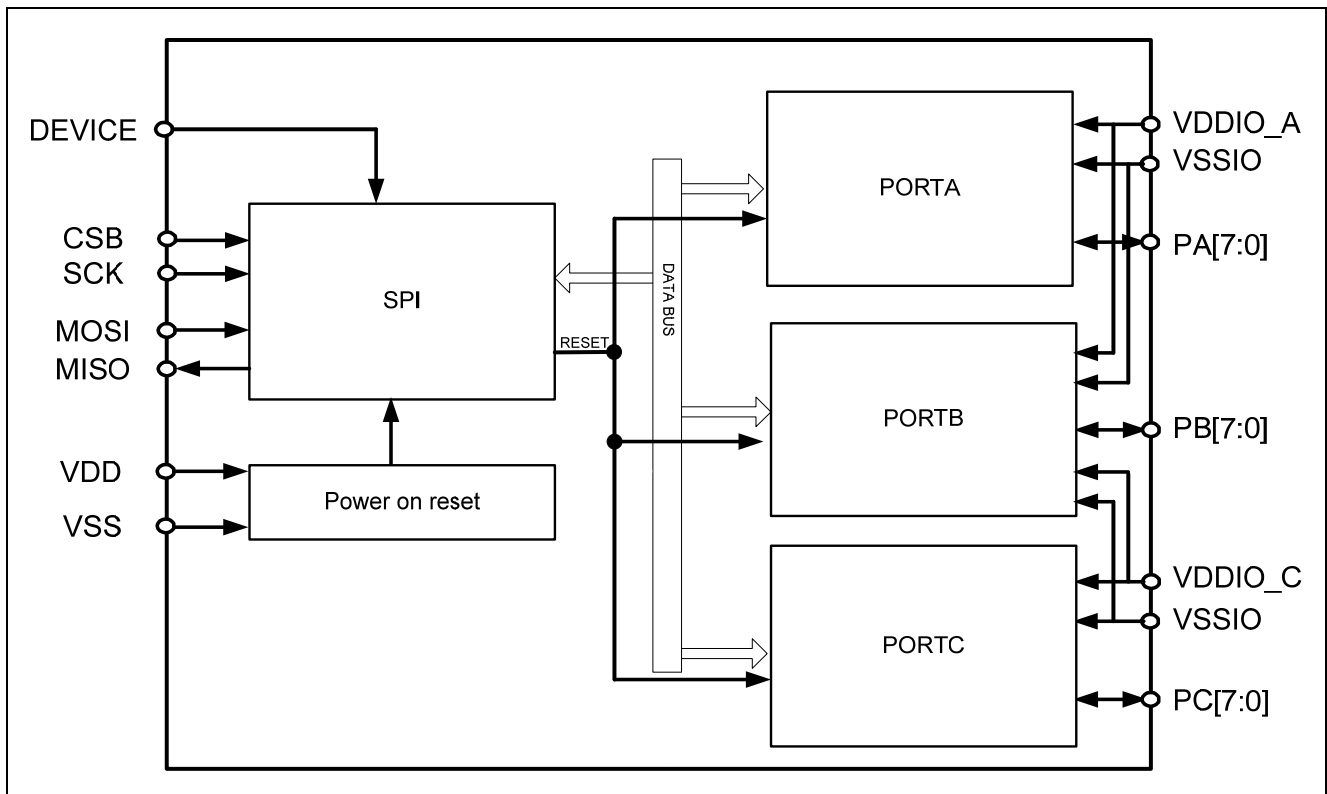 DEVICE
CSB
SCK
MOSI
MISO
VDD
VSS
SPI
RESET
Power on reset
DATA BUS
PORTA
PORTB
PORTC
VDDIO_A
VSSIO
PA[7:0]
PB[7:0]
VDDIO_C
VSSIO
PC[7:0]